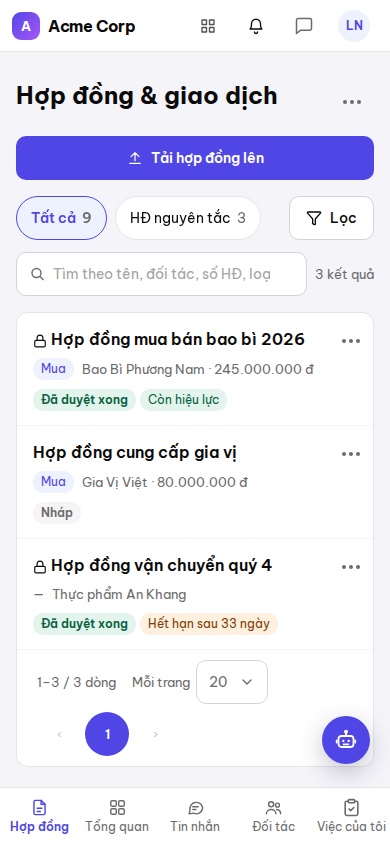 A Acme Corp LN
Hợp đồng & giao dịch
Tải hợp đồng lên
Tất cả 9 HĐ nguyên tắc 3 Lọc
Tìm theo tên, đối tác, số HĐ, loạ 3 kết quả
Hợp đồng mua bán bao bì 2026
Mua Bao Bì Phương Nam · 245.000.000 đ
Đã duyệt xong Còn hiệu lực
Hợp đồng cung cấp gia vị
Mua Gia Vị Việt · 80.000.000 đ
Nháp
Hợp đồng vận chuyển quý 4
— Thực phẩm An Khang
Đã duyệt xong Hết hạn sau 33 ngày
1–3 / 3 dòng Mỗi trang 20
‹ 1 ›
Hợp đồng Tổng quan Tin nhắn Đối tác Việc của tôi